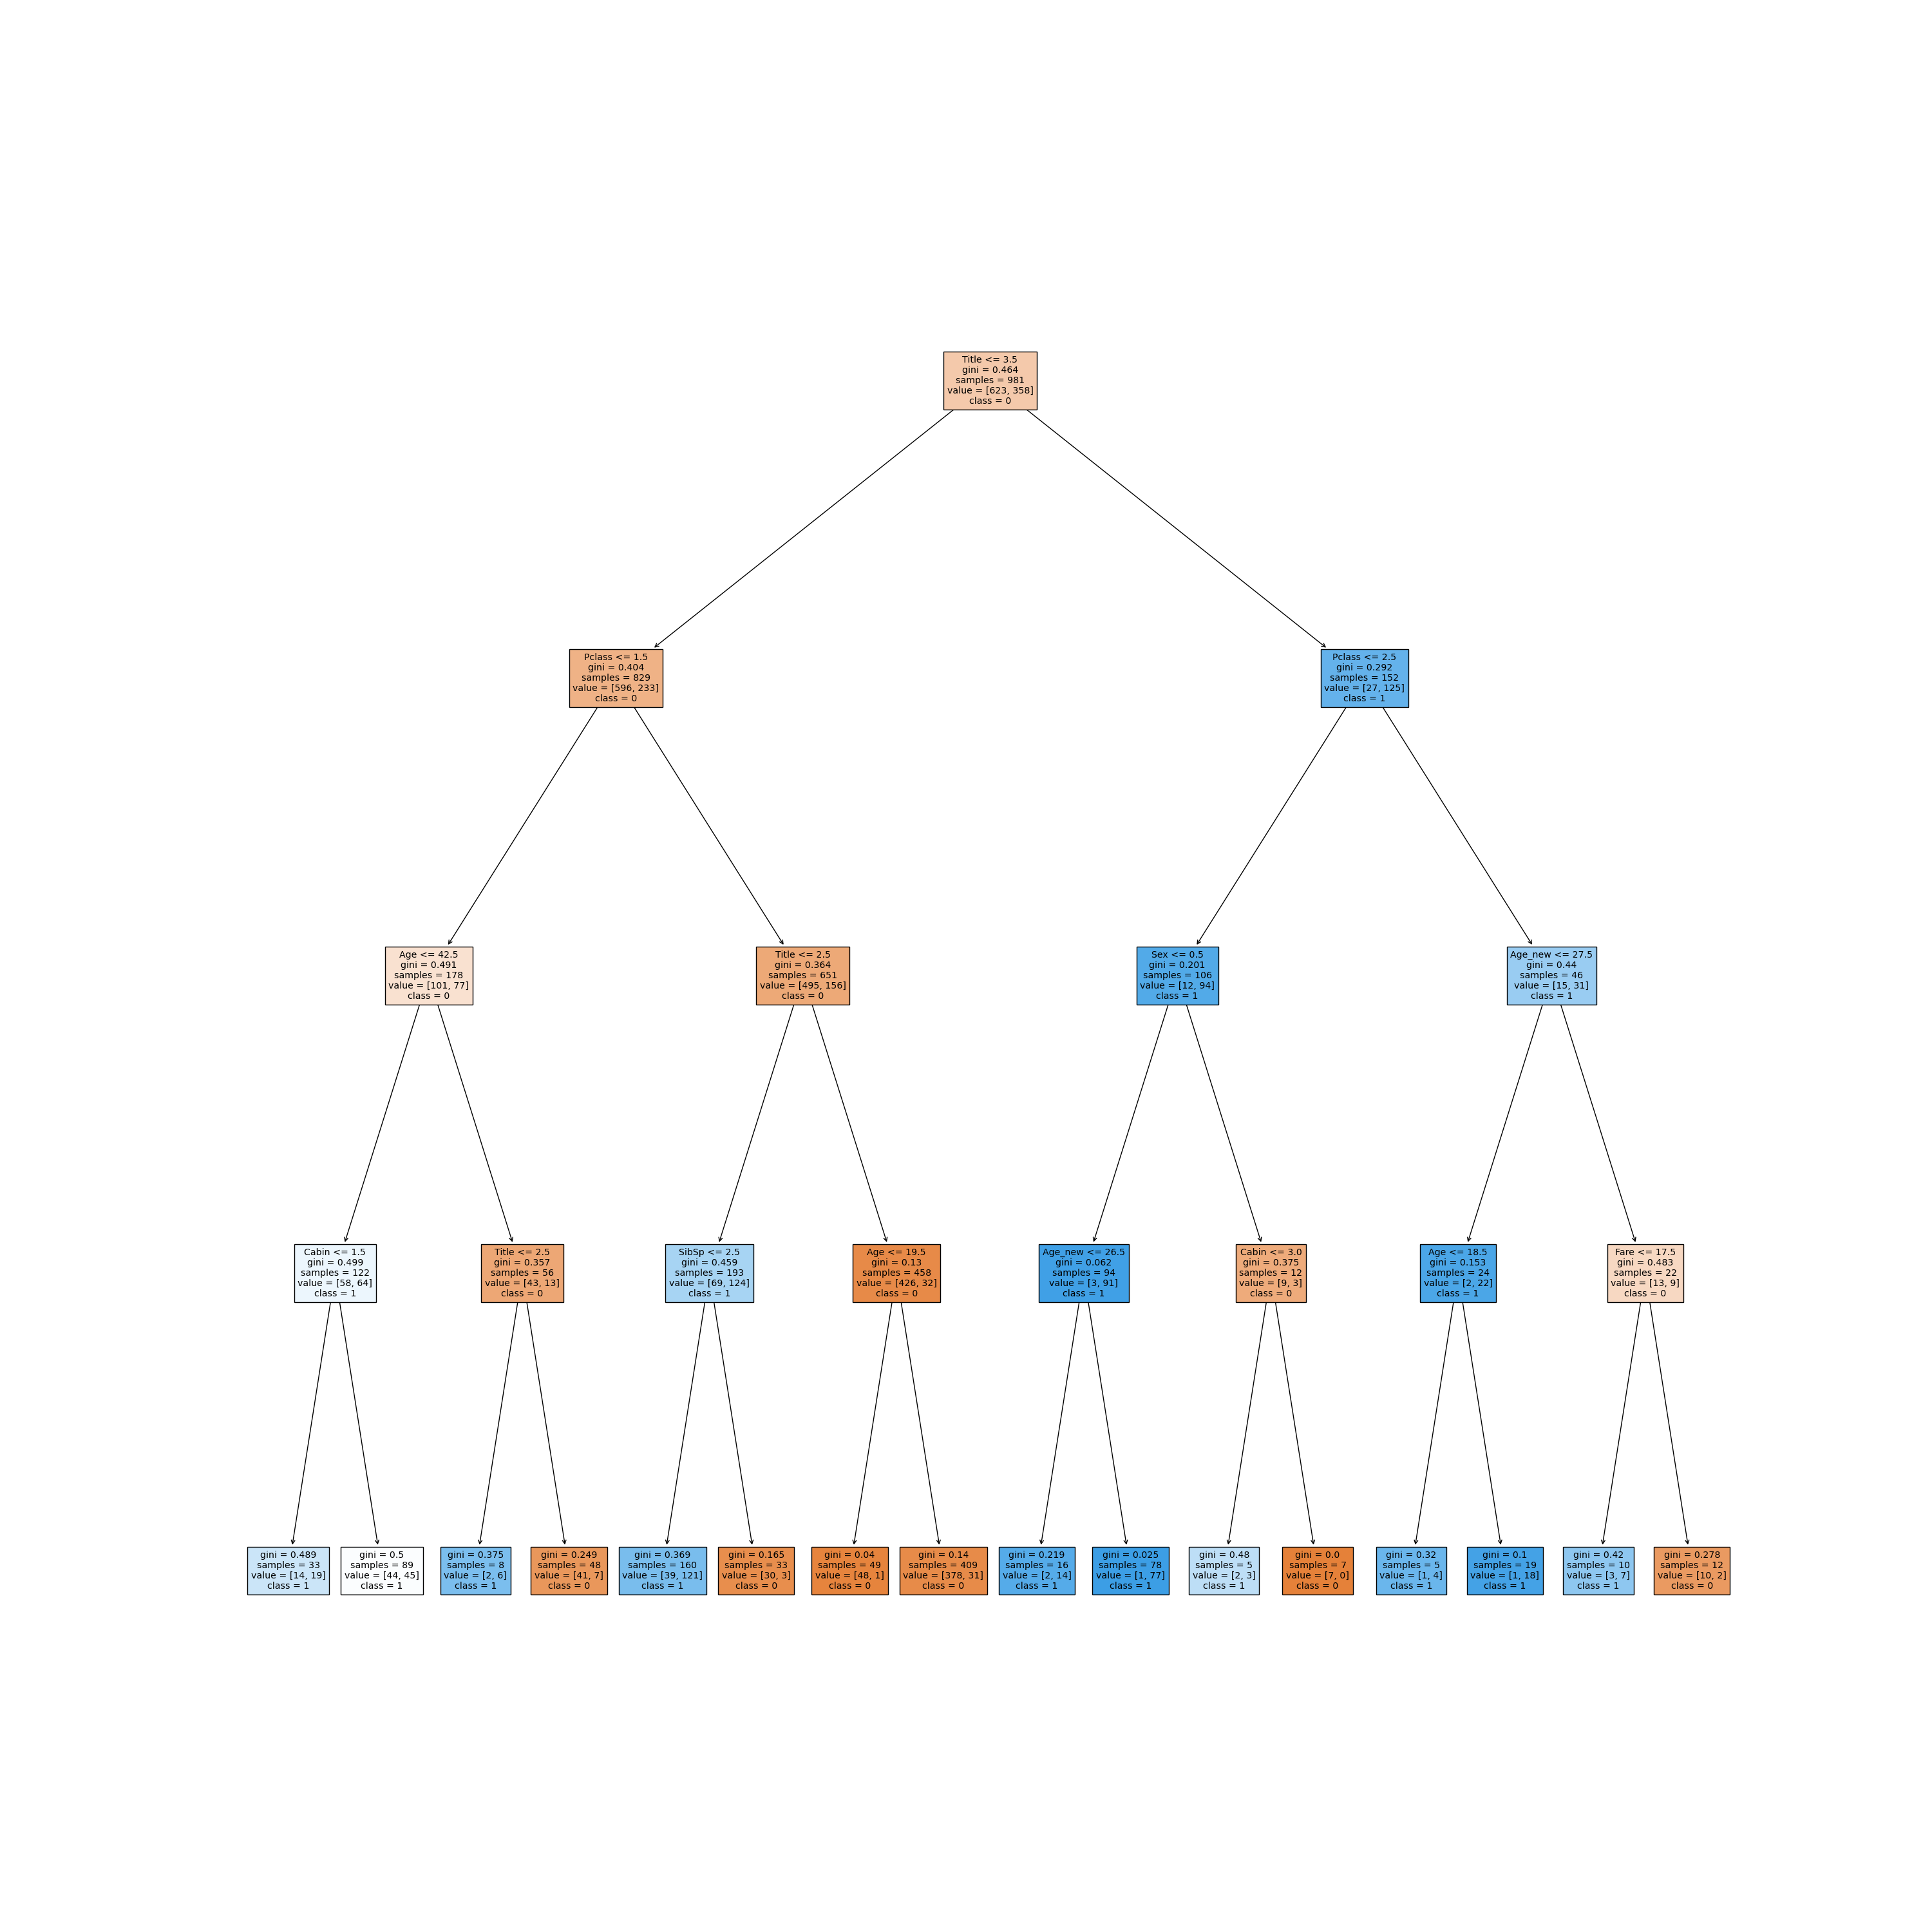 Title <= 3.5
gini = 0.464
samples = 981
value = [623, 358]
class = 0
Pclass <= 1.5
gini = 0.404
samples = 829
value = [596, 233]
class = 0
Pclass <= 2.5
gini = 0.292
samples = 152
value = [27, 125]
class = 1
Age <= 42.5
gini = 0.491
samples = 178
value = [101, 77]
class = 0
Title <= 2.5
gini = 0.364
samples = 651
value = [495, 156]
class = 0
Sex <= 0.5
gini = 0.201
samples = 106
value = [12, 94]
class = 1
Age_new <= 27.5
gini = 0.44
samples = 46
value = [15, 31]
class = 1
Cabin <= 1.5
gini = 0.499
samples = 122
value = [58, 64]
class = 1
Title <= 2.5
gini = 0.357
samples = 56
value = [43, 13]
class = 0
SibSp <= 2.5
gini = 0.459
samples = 193
value = [69, 124]
class = 1
Age <= 19.5
gini = 0.13
samples = 458
value = [426, 32]
class = 0
Age_new <= 26.5
gini = 0.062
samples = 94
value = [3, 91]
class = 1
Cabin <= 3.0
gini = 0.375
samples = 12
value = [9, 3]
class = 0
Age <= 18.5
gini = 0.153
samples = 24
value = [2, 22]
class = 1
Fare <= 17.5
gini = 0.483
samples = 22
value = [13, 9]
class = 0
gini = 0.489
samples = 33
value = [14, 19]
class = 1
gini = 0.5
samples = 89
value = [44, 45]
class = 1
gini = 0.375
samples = 8
value = [2, 6]
class = 1
gini = 0.249
samples = 48
value = [41, 7]
class = 0
gini = 0.369
samples = 160
value = [39, 121]
class = 1
gini = 0.165
samples = 33
value = [30, 3]
class = 0
gini = 0.04
samples = 49
value = [48, 1]
class = 0
gini = 0.14
samples = 409
value = [378, 31]
class = 0
gini = 0.219
samples = 16
value = [2, 14]
class = 1
gini = 0.025
samples = 78
value = [1, 77]
class = 1
gini = 0.48
samples = 5
value = [2, 3]
class = 1
gini = 0.0
samples = 7
value = [7, 0]
class = 0
gini = 0.32
samples = 5
value = [1, 4]
class = 1
gini = 0.1
samples = 19
value = [1, 18]
class = 1
gini = 0.42
samples = 10
value = [3, 7]
class = 1
gini = 0.278
samples = 12
value = [10, 2]
class = 0